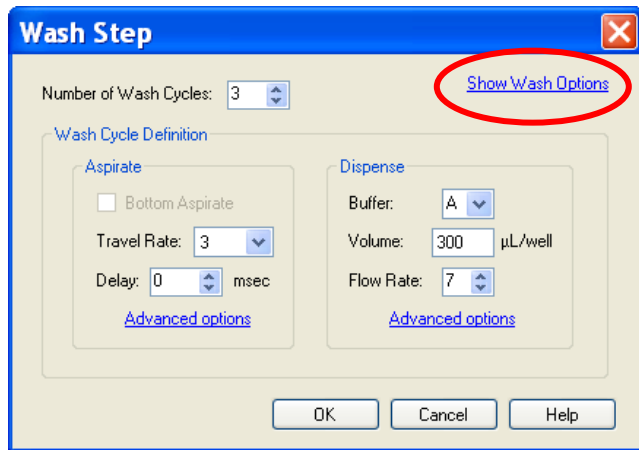 Wash Step
Number of Wash Cycles: 3
Show Wash Options
Wash Cycle Definition
Aspirate
Bottom Aspirate
Travel Rate: 3
Delay: 0 msec
Advanced options
Dispense
Buffer: A
Volume: 300 µL/well
Flow Rate: 7
Advanced options
OK Cancel Help